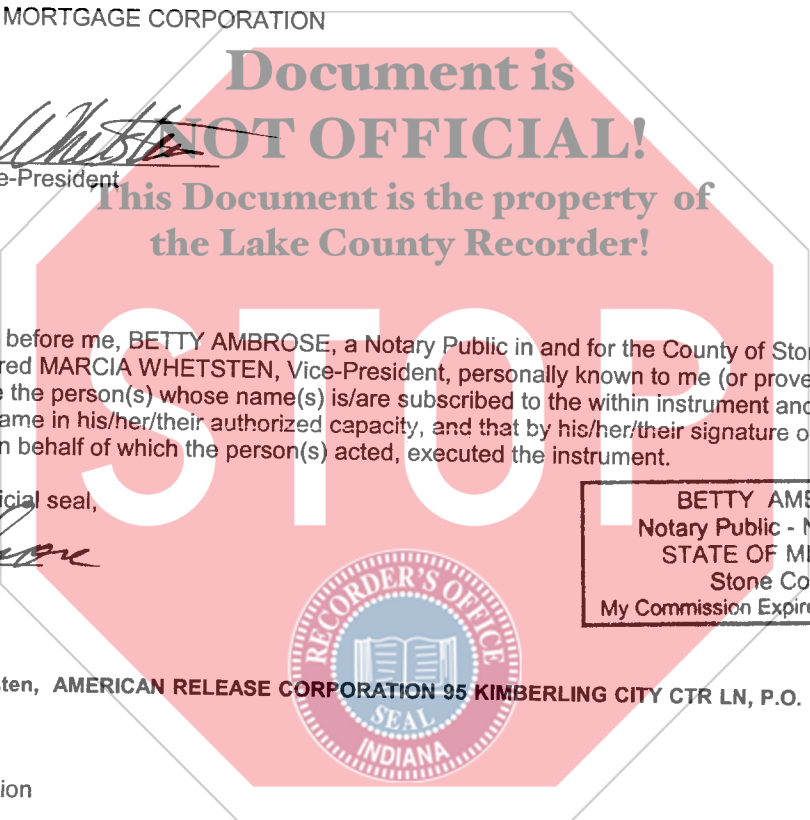 MORTGAGE CORPORATION
Document is
NOT OFFICIAL!
Whetsten
e-President
This Document is the property of
the Lake County Recorder!
STOP
before me, BETTY AMBROSE, a Notary Public in and for the County of Sto
red MARCIA WHETSTEN, Vice-President, personally known to me (or prove
e the person(s) whose name(s) is/are subscribed to the within instrument and
ame in his/her/their authorized capacity, and that by his/her/their signature o
n behalf of which the person(s) acted, executed the instrument.
icial seal,
BETTY AMB
Notary Public - N
STATE OF MI
Stone Co
My Commission Expire
RECORDER'S OFFICE
SEAL
INDIANA
ten, AMERICAN RELEASE CORPORATION 95 KIMBERLING CITY CTR LN, P.O.
ion